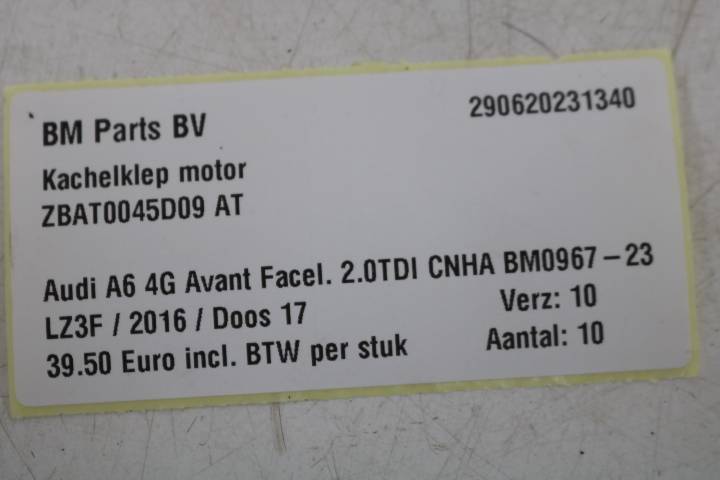 BM Parts BV 290620231340
Kachelklep motor
ZBAT0045D09 AT
Audi A6 4G Avant Facel. 2.0TDI CNHA BM0967-23
LZ3F / 2016 / Doos 17 Verz: 10
39.50 Euro incl. BTW per stuk Aantal: 10